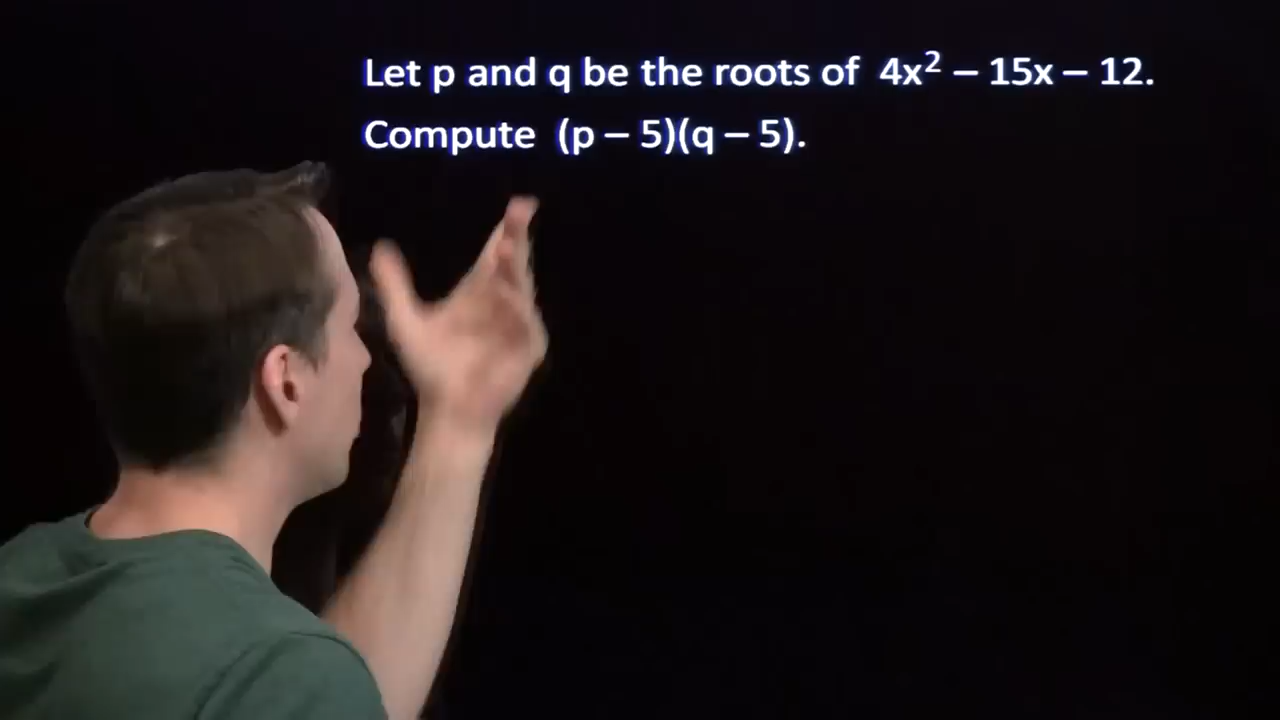 Let p and q be the roots of 4x² – 15x – 12.
Compute (p – 5)(q – 5).